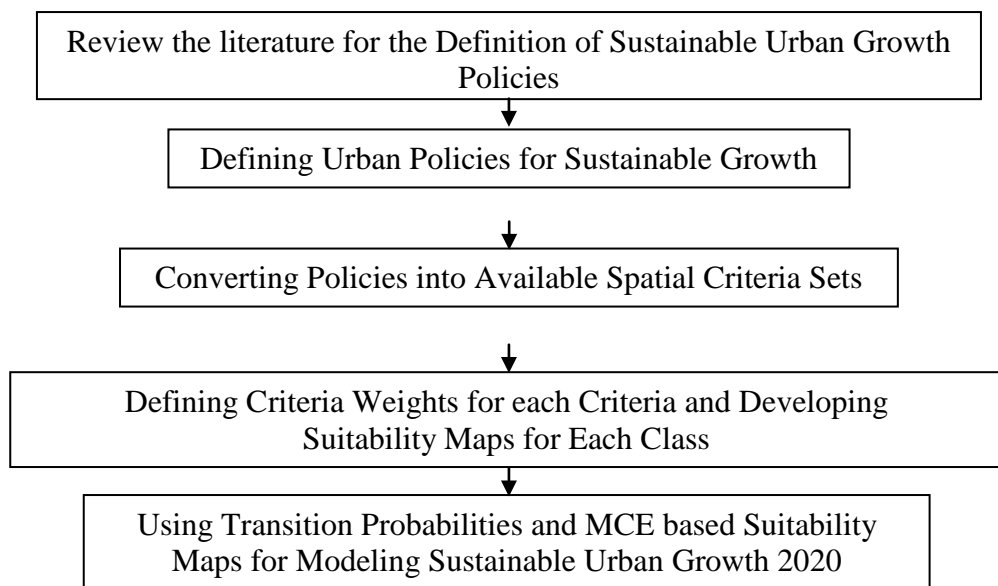 Review the literature for the Definition of Sustainable Urban Growth
Policies
Defining Urban Policies for Sustainable Growth
Converting Policies into Available Spatial Criteria Sets
Defining Criteria Weights for each Criteria and Developing
Suitability Maps for Each Class
Using Transition Probabilities and MCE based Suitability
Maps for Modeling Sustainable Urban Growth 2020